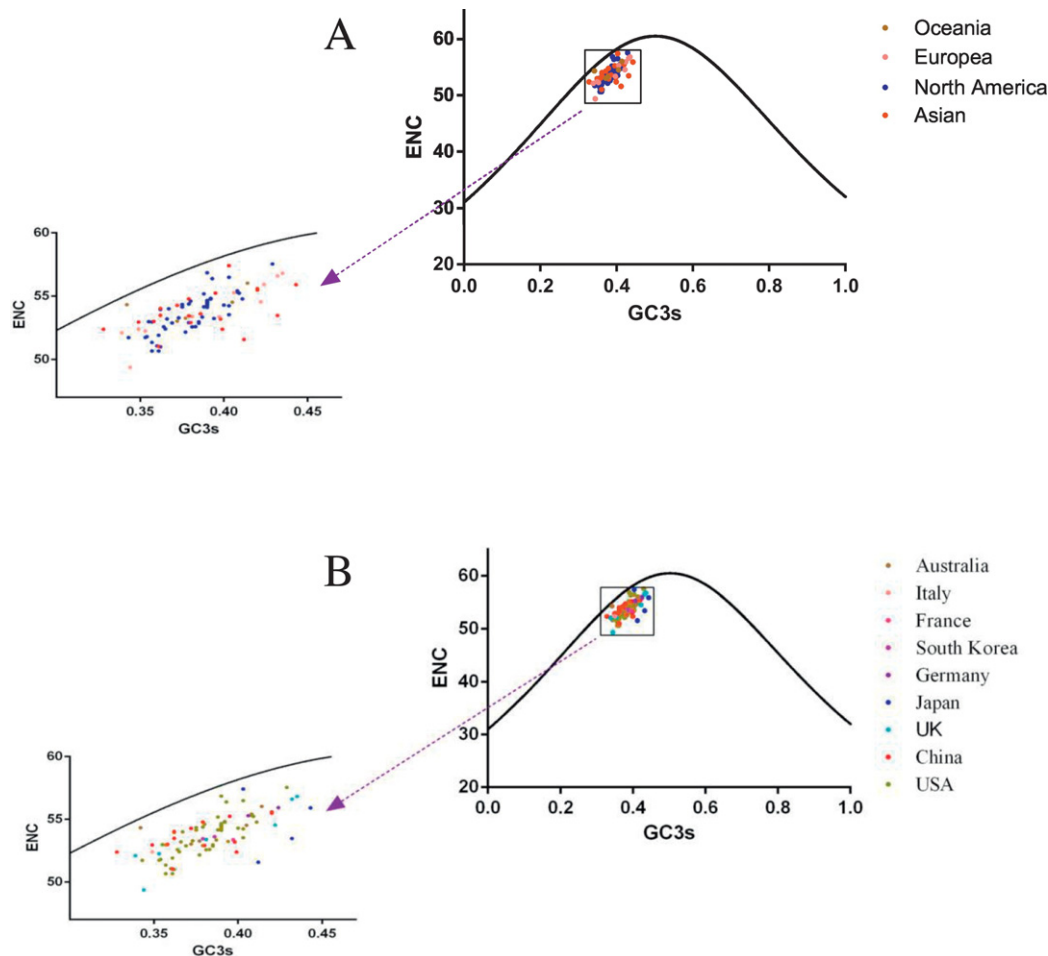 A
Oceania
Europea
North America
Asian
60
50
40
30
20
ENC
0.0 0.2 0.4 0.6 0.8 1.0
GC3s
60
55
50
ENC
0.35 0.40 0.45
GC3s
B
Australia
Italy
France
South Korea
Germany
Japan
UK
China
USA
60
50
40
30
20
ENC
0.0 0.2 0.4 0.6 0.8 1.0
GC3s
60
55
50
ENC
0.35 0.40 0.45
GC3s